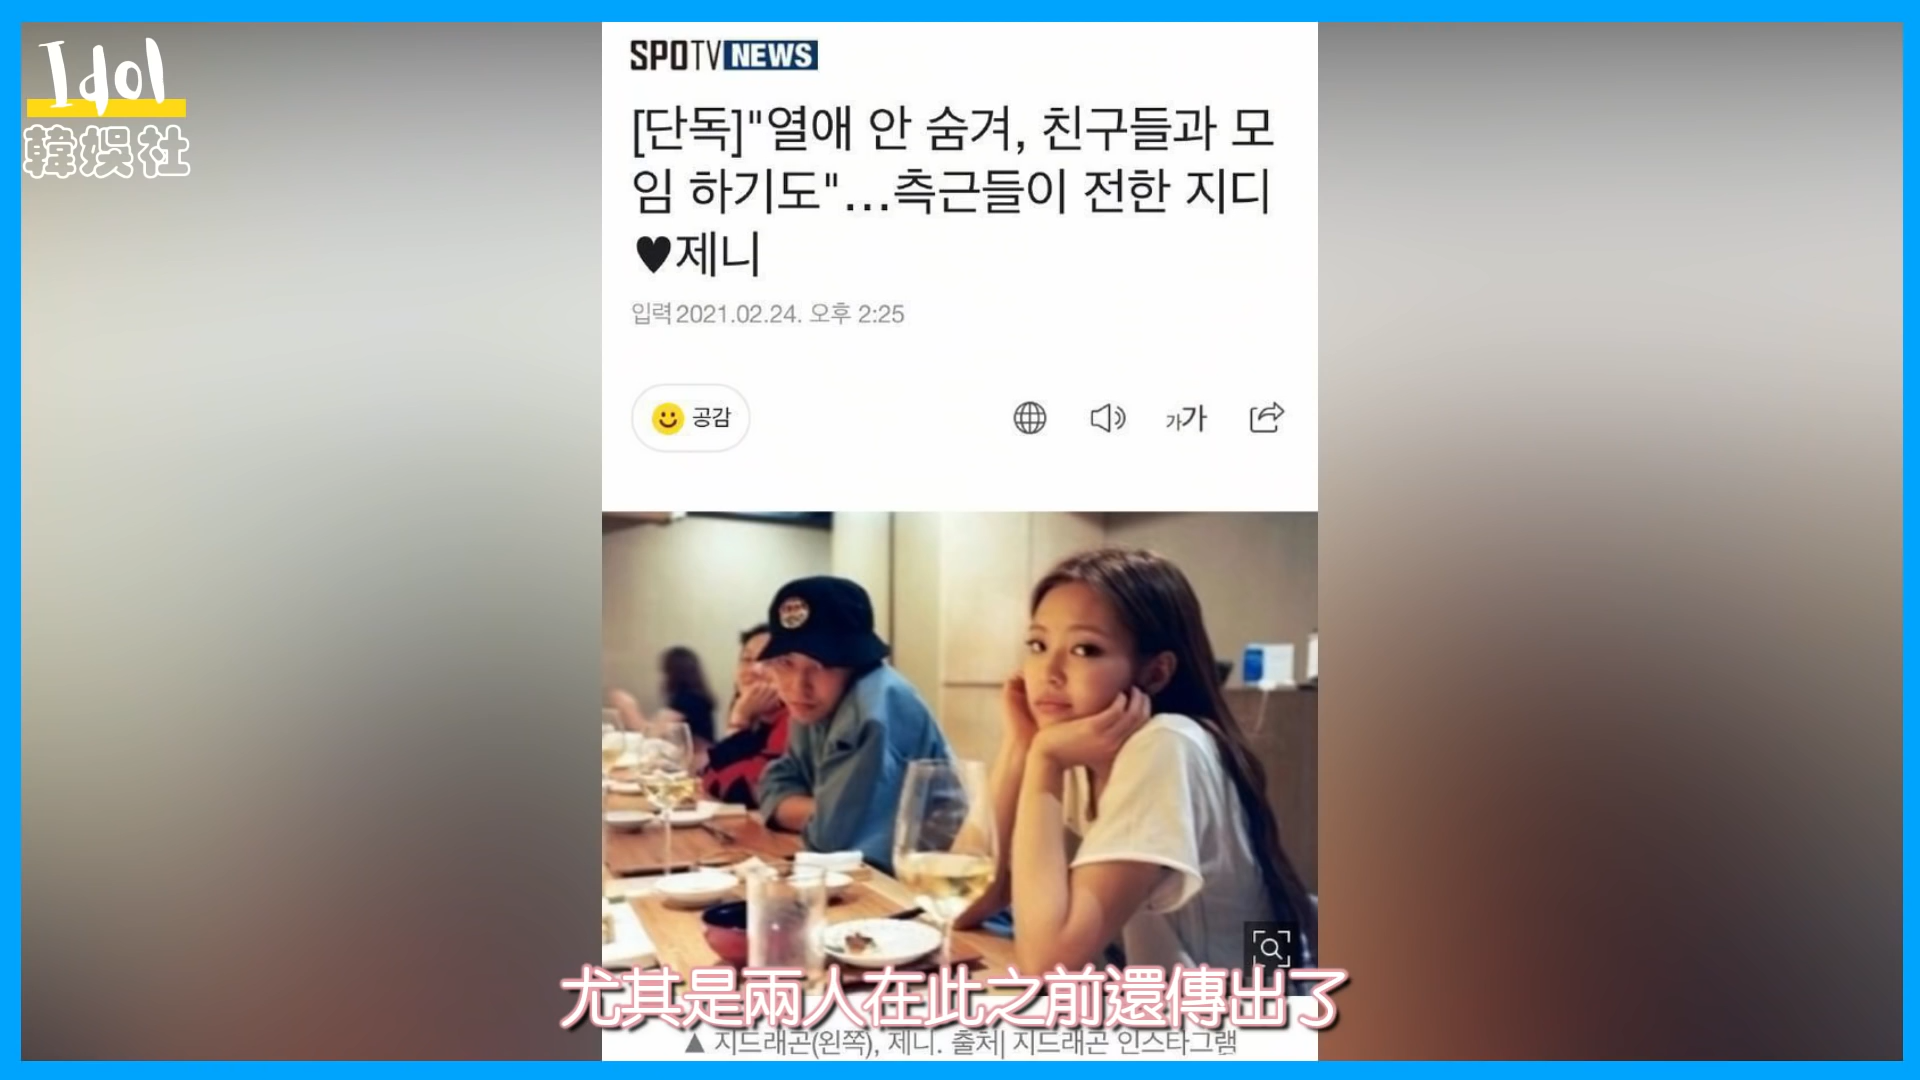 Idol
韓娛社
SPOTV NEWS
[단독]"열애 안 숨겨, 친구들과 모
임 하기도"…측근들이 전한 지디
♥제니
입력 2021.02.24. 오후 2:25
공감
가가
尤其是兩人在此之前還傳出了
▲ 지드래곤(왼쪽), 제니. 출처| 지드래곤 인스타그램